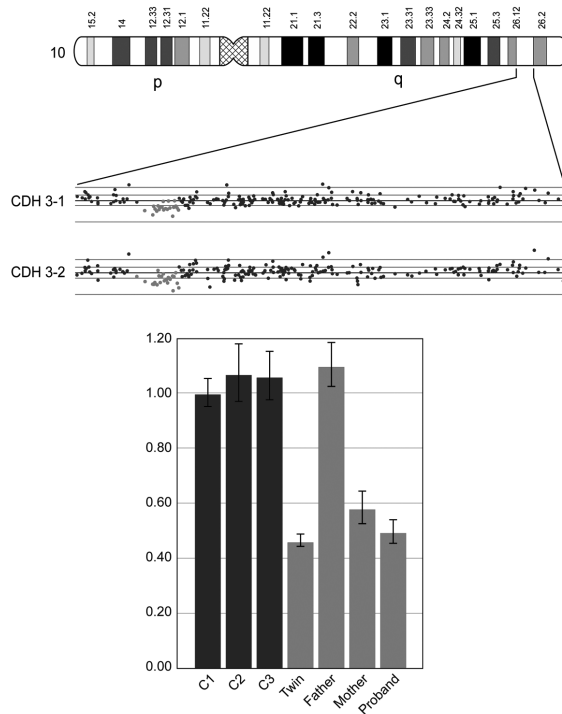 15.2 14 12.33 12.31 12.1 11.22 11.22 21.1 21.3 22.2 23.1 23.31 23.33 24.2 24.32 25.1 25.3 26.12 26.2
10
p q
CDH 3-1
CDH 3-2
1.20
1.00
0.80
0.60
0.40
0.20
0.00
C1 C2 C3 Twin Father Mother Proband